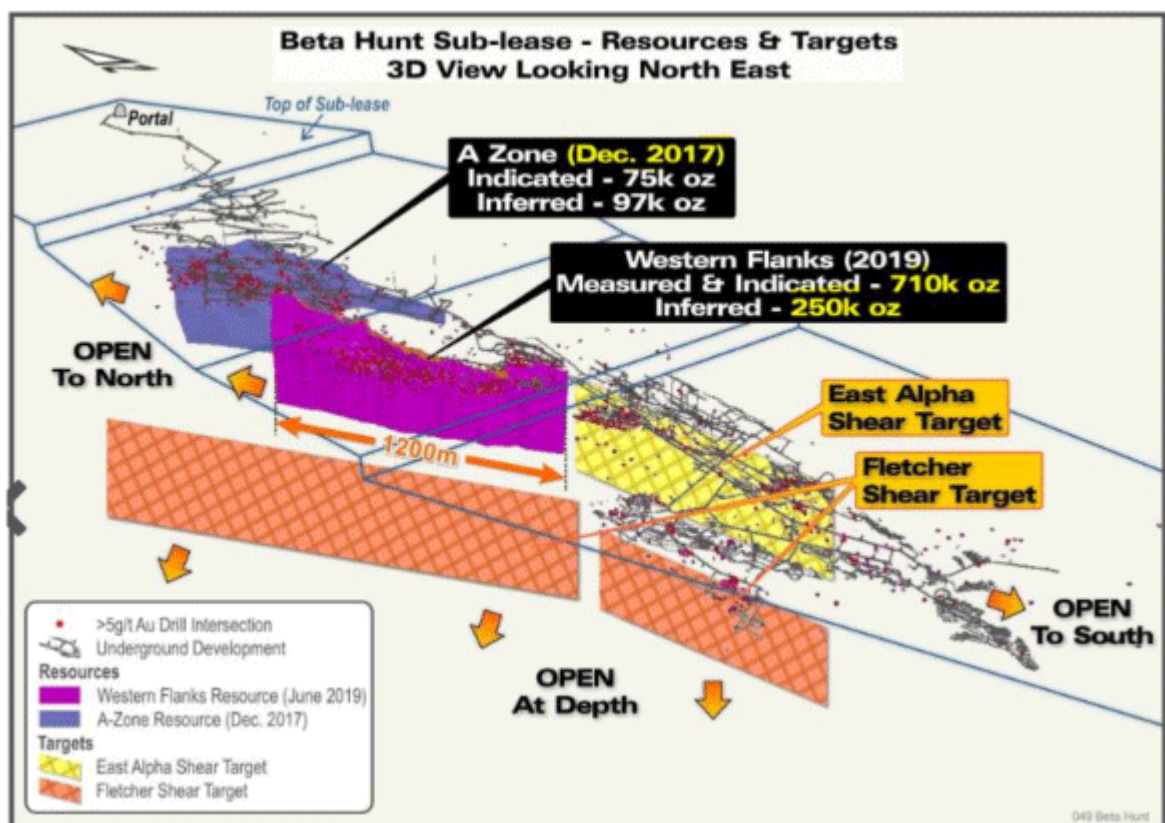 Beta Hunt Sub-lease - Resources & Targets
3D View Looking North East
Top of Sub-lease
Portal
A Zone (Dec. 2017)
Indicated - 75k oz
Inferred - 97k oz
Western Flanks (2019)
Measured & Indicated - 710k oz
Inferred - 250k oz
OPEN
To North
1200m
East Alpha
Shear Target
Fletcher
Shear Target
OPEN
To South
OPEN
At Depth
>5g/t Au Drill Intersection
Underground Development
Resources
Western Flanks Resource (June 2019)
A-Zone Resource (Dec. 2017)
Targets
East Alpha Shear Target
Fletcher Shear Target
049 Beta Hunt